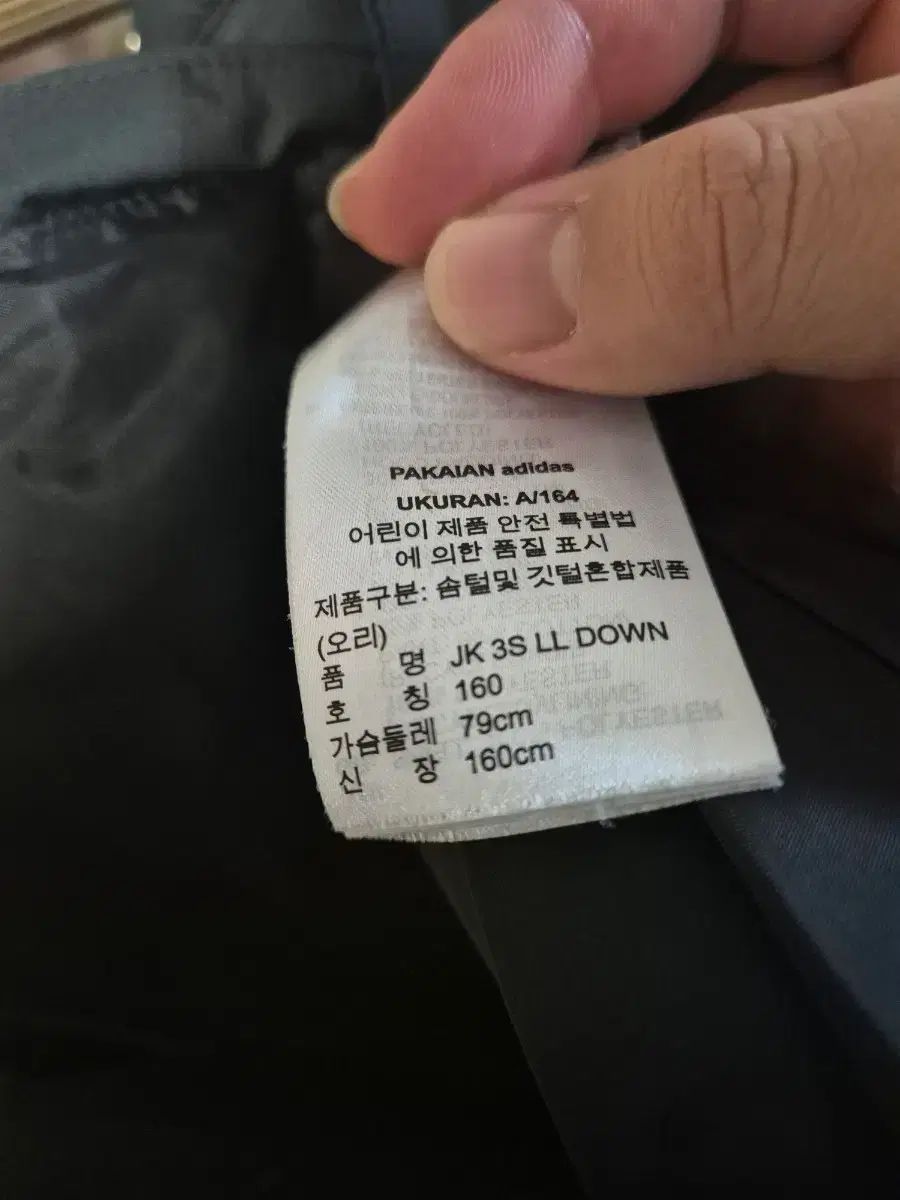 PAKAIAN adidas
UKURAN: A/164
어린이 제품 안전 특별법
에 의한 품질 표시
제품구분: 솜털및 깃털혼합제품
(오리)
품 명 JK 3S LL DOWN
호 칭 160
가슴둘레 79cm
신 장 160cm